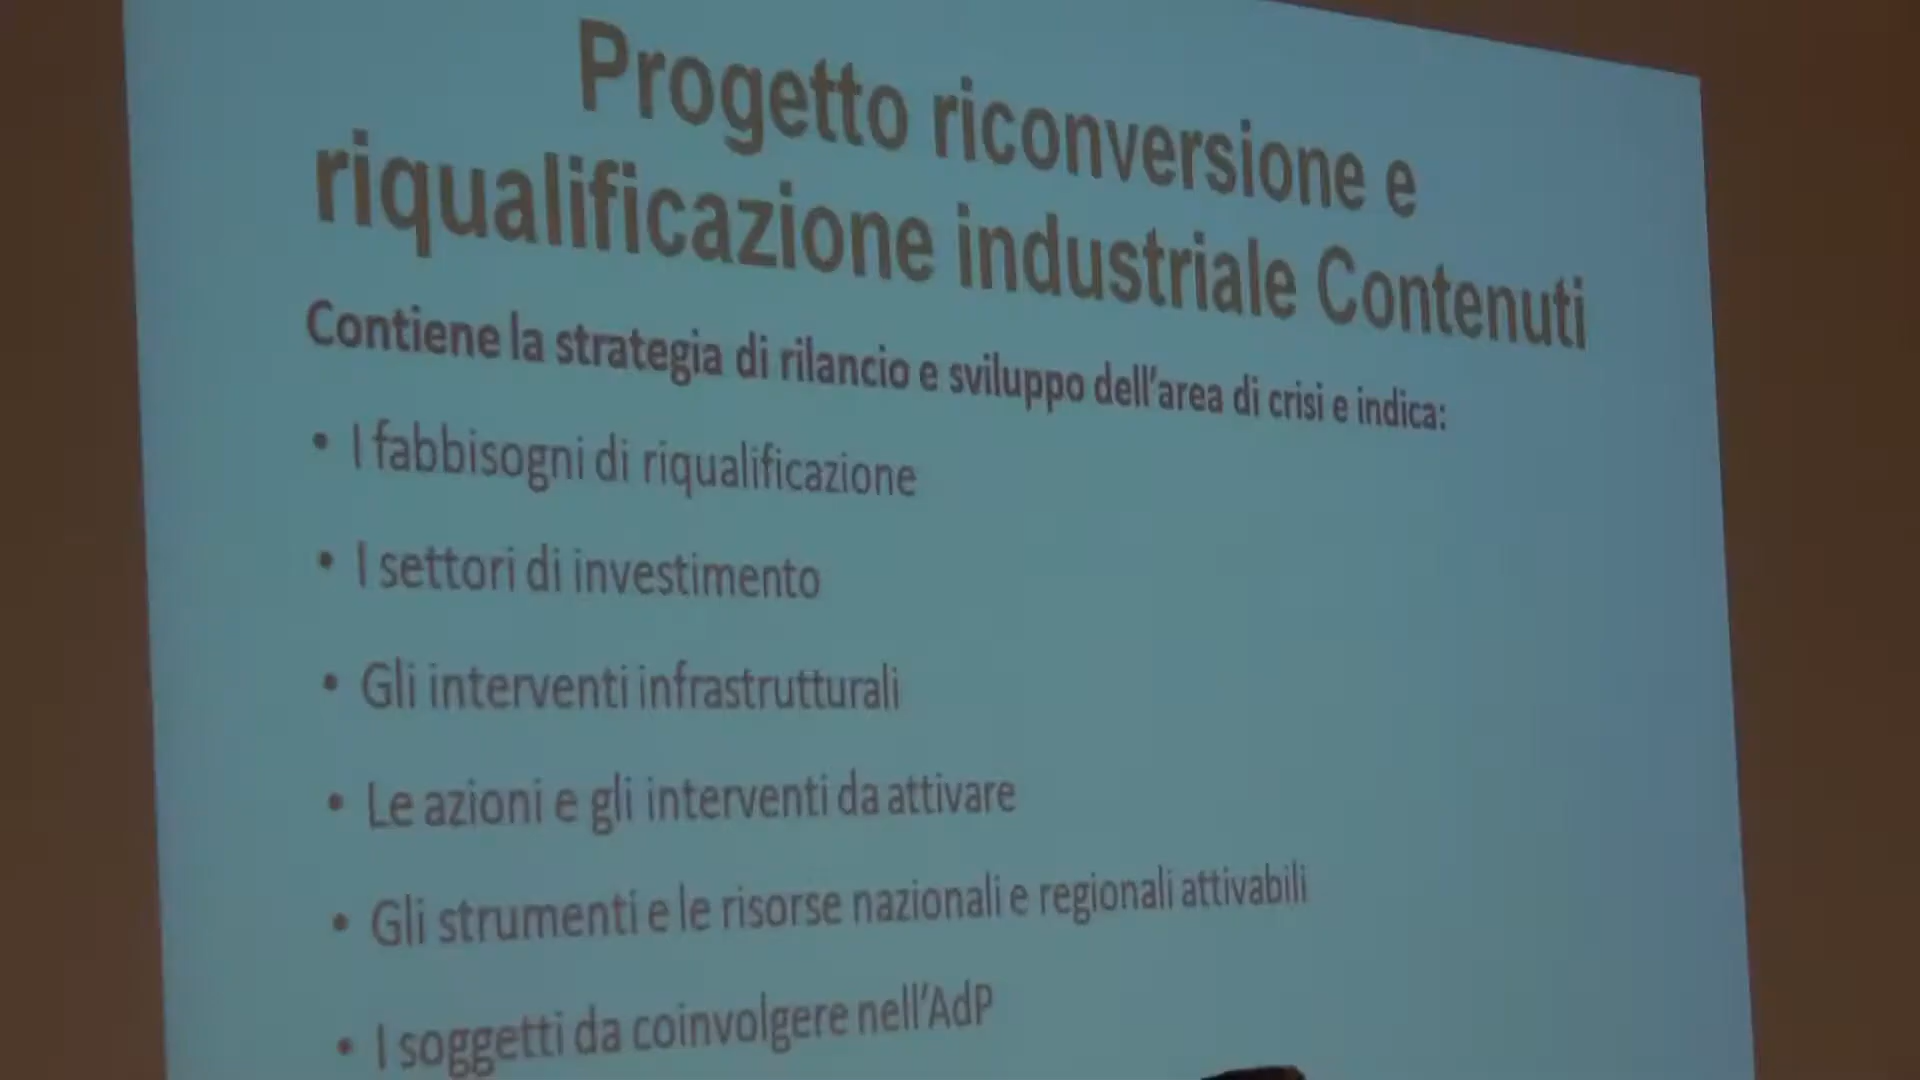 Progetto riconversione e
riqualificazione industriale Contenuti
Contiene la strategia di rilancio e sviluppo dell'area di crisi e indica:
• I fabbisogni di riqualificazione
• I settori di investimento
• Gli interventi infrastrutturali
• Le azioni e gli interventi da attivare
• Gli strumenti e le risorse nazionali e regionali attivabili
• I soggetti da coinvolgere nell'AdP